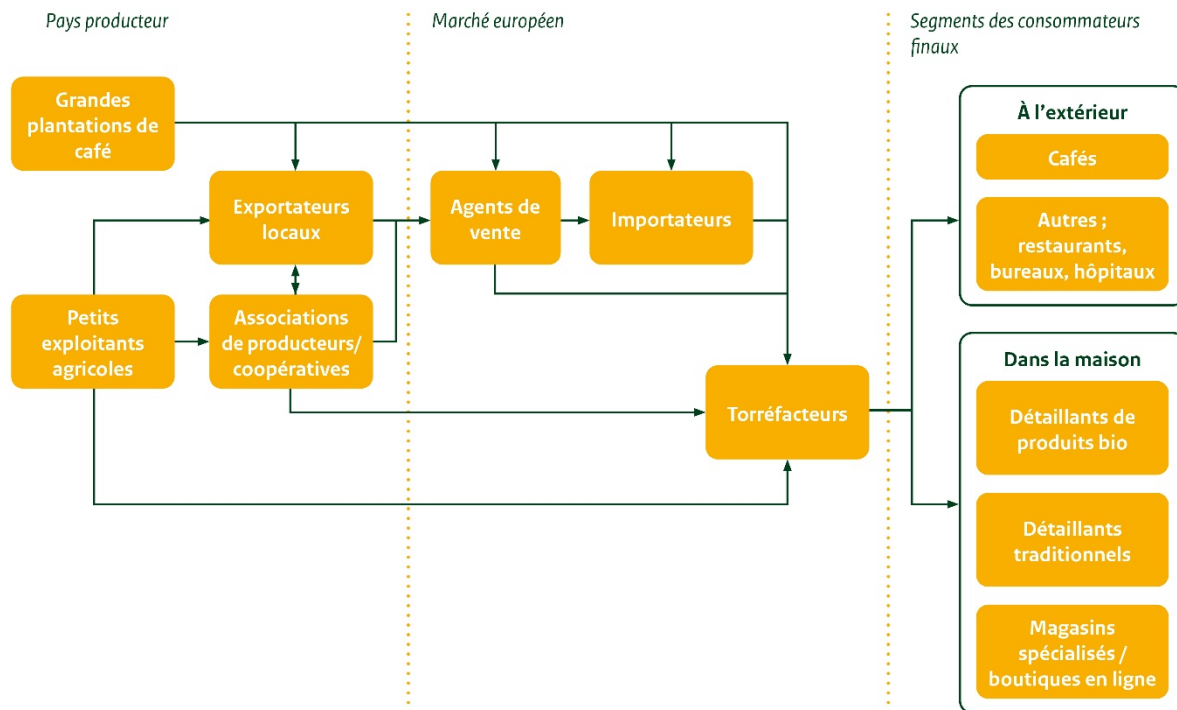 Pays producteur
Marché européen
Segments des consommateurs
finaux
Grandes
plantations de
café
Exportateurs
locaux
Agents de
vente
Importateurs
Petits
exploitants
agricoles
Associations
de producteurs/
coopératives
Torréfacteurs
À l'extérieur
Cafés
Autres ;
restaurants,
bureaux, hôpitaux
Dans la maison
Détaillants de
produits bio
Détaillants
traditionnels
Magasins
spécialisés /
boutiques en ligne